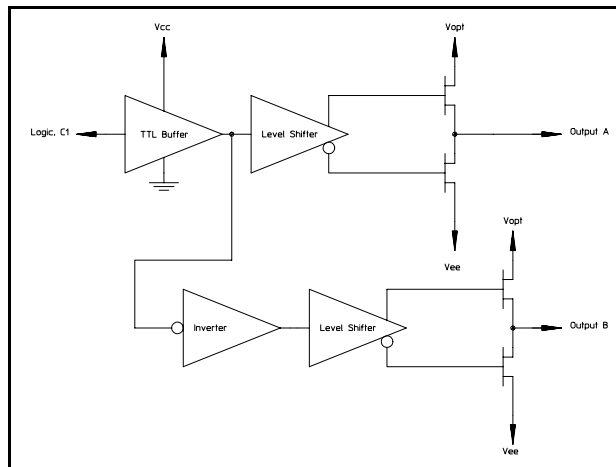 Vcc
Vopt
Logic, C1
TTL Buffer
Level Shifter
Output A
Vee
Vopt
Inverter
Level Shifter
Output B
Vee